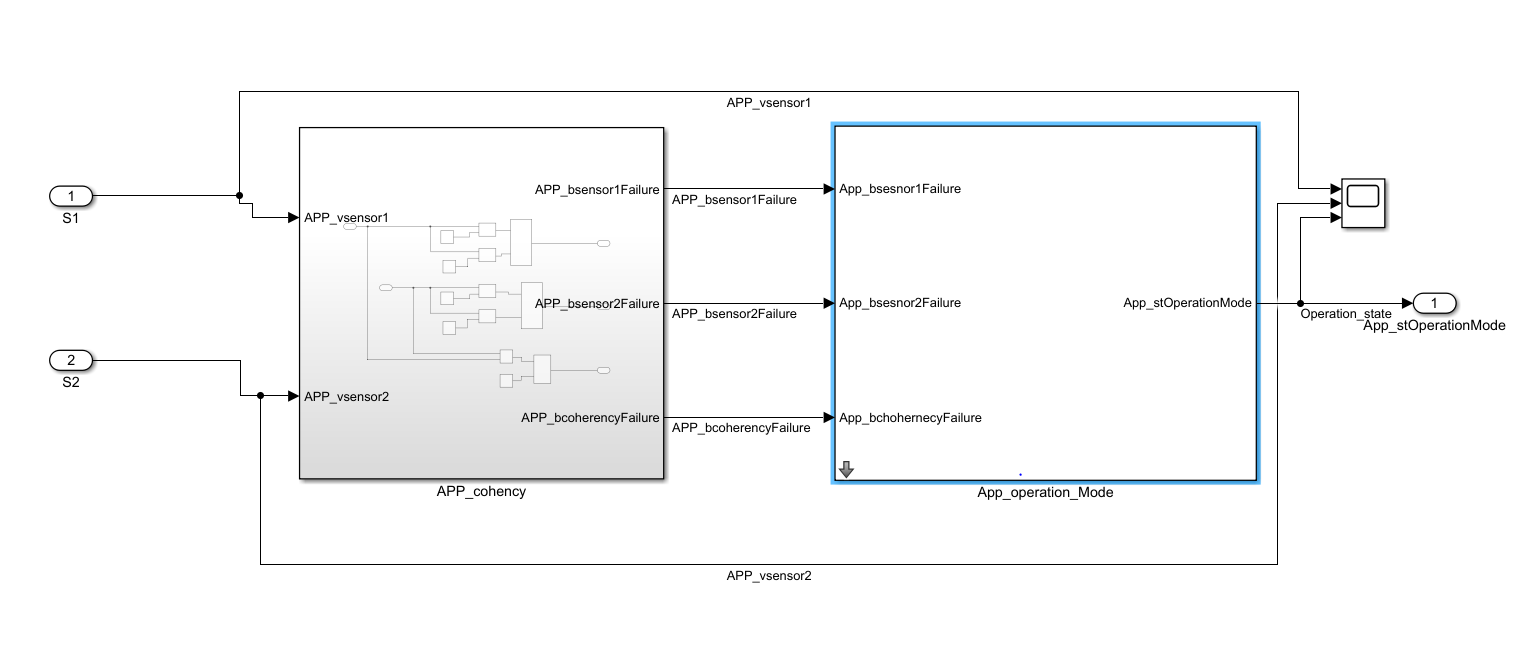 APP_vsensor1
1
S1
APP_vsensor1
APP_bsensor1Failure
APP_bsensor1Failure
App_bsesnor1Failure
APP_bsensor2Failure
APP_bsensor2Failure
App_bsesnor2Failure
App_stOperationMode
Operation_state
1
App_stOperationMode
2
S2
APP_vsensor2
APP_bcoherencyFailure
APP_bcoherencyFailure
App_bchohernecyFailure
APP_cohency
App_operation_Mode
APP_vsensor2